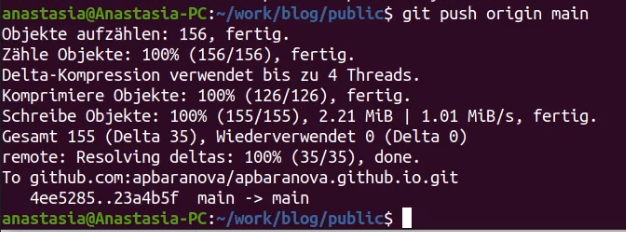 anastasia@Anastasia-PC:~/work/blog/public$ git push origin main
Objekte aufzählen: 156, fertig.
Zähle Objekte: 100% (156/156), fertig.
Delta-Kompression verwendet bis zu 4 Threads.
Komprimiere Objekte: 100% (126/126), fertig.
Schreibe Objekte: 100% (155/155), 2.21 MiB | 1.01 MiB/s, fertig.
Gesamt 155 (Delta 35), Wiederverwendet 0 (Delta 0)
remote: Resolving deltas: 100% (35/35), done.
To github.com:apbaranova/apbaranova.github.io.git
   4ee5285..23a4b5f  main -> main
anastasia@Anastasia-PC:~/work/blog/public$